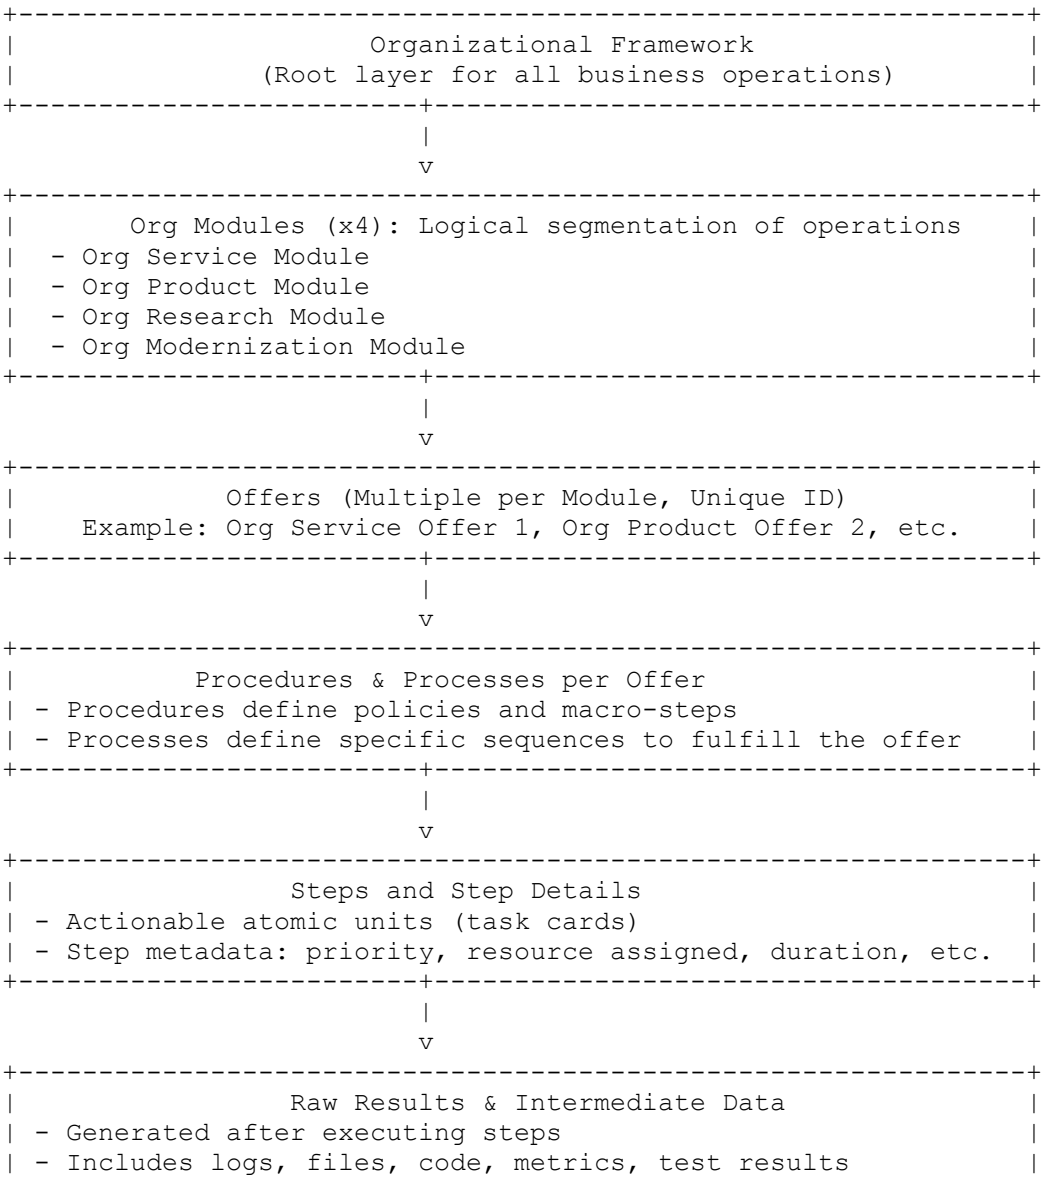 +---------------------------------------------------------------+
|                      Organizational Framework                 |
|               (Root layer for all business operations)        |
+-------------------------+-------------------------------------+
                          |
                          v
+---------------------------------------------------------------+
|       Org Modules (x4): Logical segmentation of operations    |
|  - Org Service Module                                         |
|  - Org Product Module                                         |
|  - Org Research Module                                        |
|  - Org Modernization Module                                   |
+-------------------------+-------------------------------------+
                          |
                          v
+---------------------------------------------------------------+
|             Offers (Multiple per Module, Unique ID)           |
|    Example: Org Service Offer 1, Org Product Offer 2, etc.    |
+-------------------------+-------------------------------------+
                          |
                          v
+---------------------------------------------------------------+
|           Procedures & Processes per Offer                    |
| - Procedures define policies and macro-steps                  |
| - Processes define specific sequences to fulfill the offer    |
+-------------------------+-------------------------------------+
                          |
                          v
+---------------------------------------------------------------+
|                 Steps and Step Details                        |
| - Actionable atomic units (task cards)                        |
| - Step metadata: priority, resource assigned, duration, etc.  |
+-------------------------+-------------------------------------+
                          |
                          v
+---------------------------------------------------------------+
|                 Raw Results & Intermediate Data               |
| - Generated after executing steps                             |
| - Includes logs, files, code, metrics, test results           |